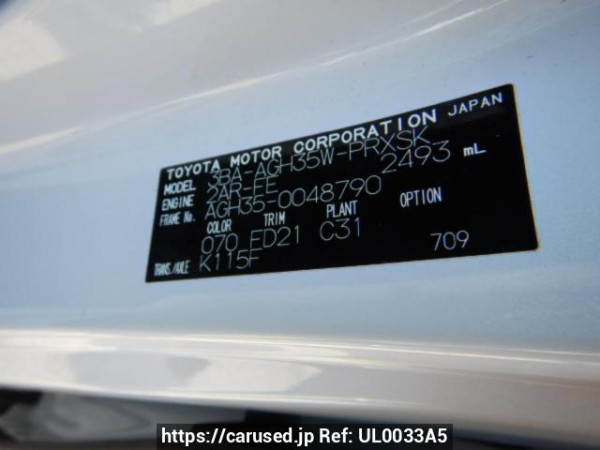 TOYOTA MOTOR CORPORATION JAPAN
MODEL 3BA-AGH35W-PRXSK
ENGINE 2AR-FE 2493 mL
FRAME No. AGH35-0048790
COLOR TRIM PLANT OPTION
070 ED21 C31
TRANS./AXLE K115F 709
https://carused.jp Ref: UL0033A5